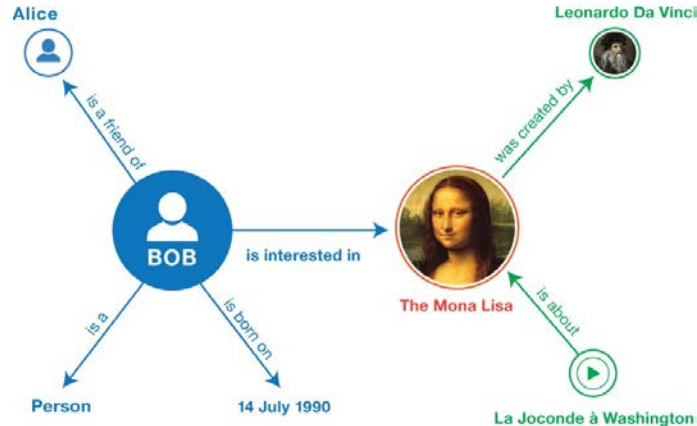 Alice
Leonardo Da Vinci
is a friend of
was created by
BOB
is interested in
The Mona Lisa
is a
is born on
is about
Person
14 July 1990
La Joconde à Washington